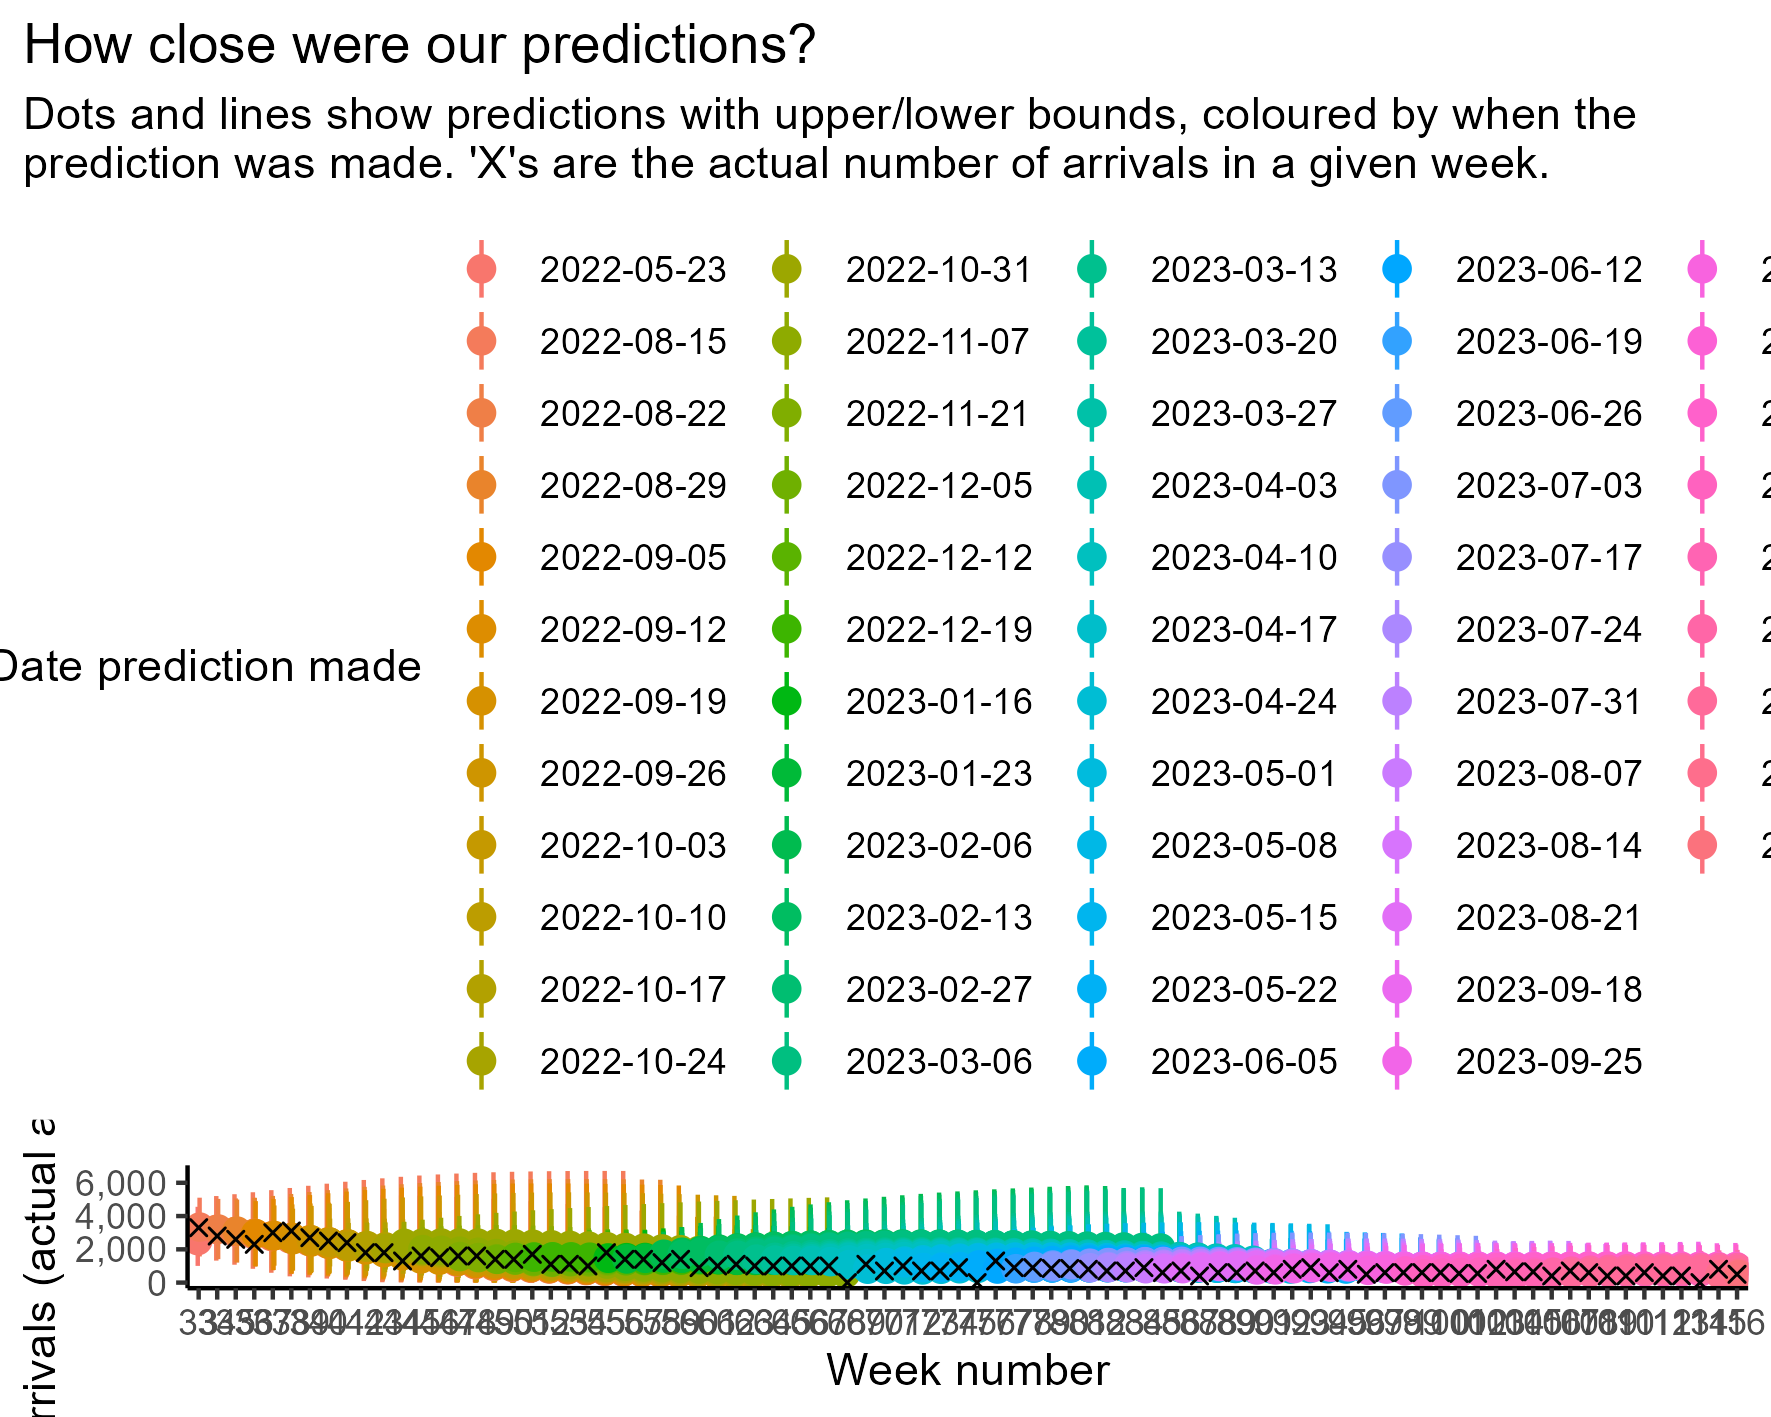 How close were our predictions?
Dots and lines show predictions with upper/lower bounds, coloured by when the
prediction was made. 'X's are the actual number of arrivals in a given week.
2022-05-23 2022-10-31 2023-03-13 2023-06-12
2022-08-15 2022-11-07 2023-03-20 2023-06-19
2022-08-22 2022-11-21 2023-03-27 2023-06-26
2022-08-29 2022-12-05 2023-04-03 2023-07-03
2022-09-05 2022-12-12 2023-04-10 2023-07-17
2022-09-12 2022-12-19 2023-04-17 2023-07-24
Date prediction made
2022-09-19 2023-01-16 2023-04-24 2023-07-31
2022-09-26 2023-01-23 2023-05-01 2023-08-07
2022-10-03 2023-02-06 2023-05-08 2023-08-14
2022-10-10 2023-02-13 2023-05-15 2023-08-21
2022-10-17 2023-02-27 2023-05-22 2023-09-18
2022-10-24 2023-03-06 2023-06-05 2023-09-25
rrivals (actual a
6,000
4,000
2,000
0
Week number